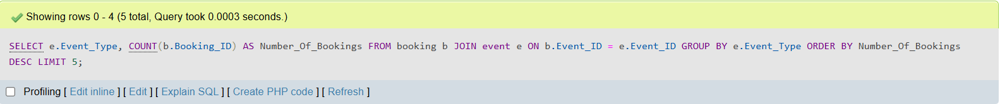 Showing rows 0 - 4 (5 total, Query took 0.0003 seconds.)
SELECT e.Event_Type, COUNT(b.Booking_ID) AS Number_Of_Bookings FROM booking b JOIN event e ON b.Event_ID = e.Event_ID GROUP BY e.Event_Type ORDER BY Number_Of_Bookings
DESC LIMIT 5;
Profiling [ Edit inline ] [ Edit ] [ Explain SQL ] [ Create PHP code ] [ Refresh ]